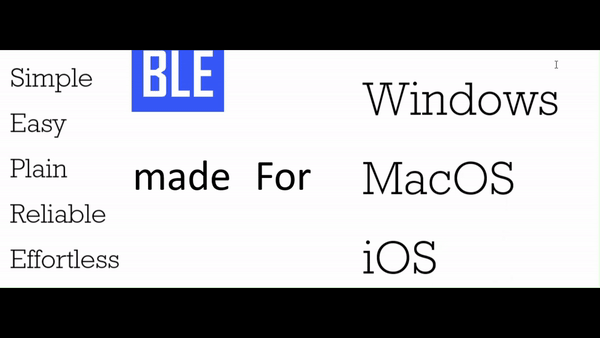 Simple
Easy
Plain
Reliable
Effortless
BLE
made For
Windows
MacOS
iOS